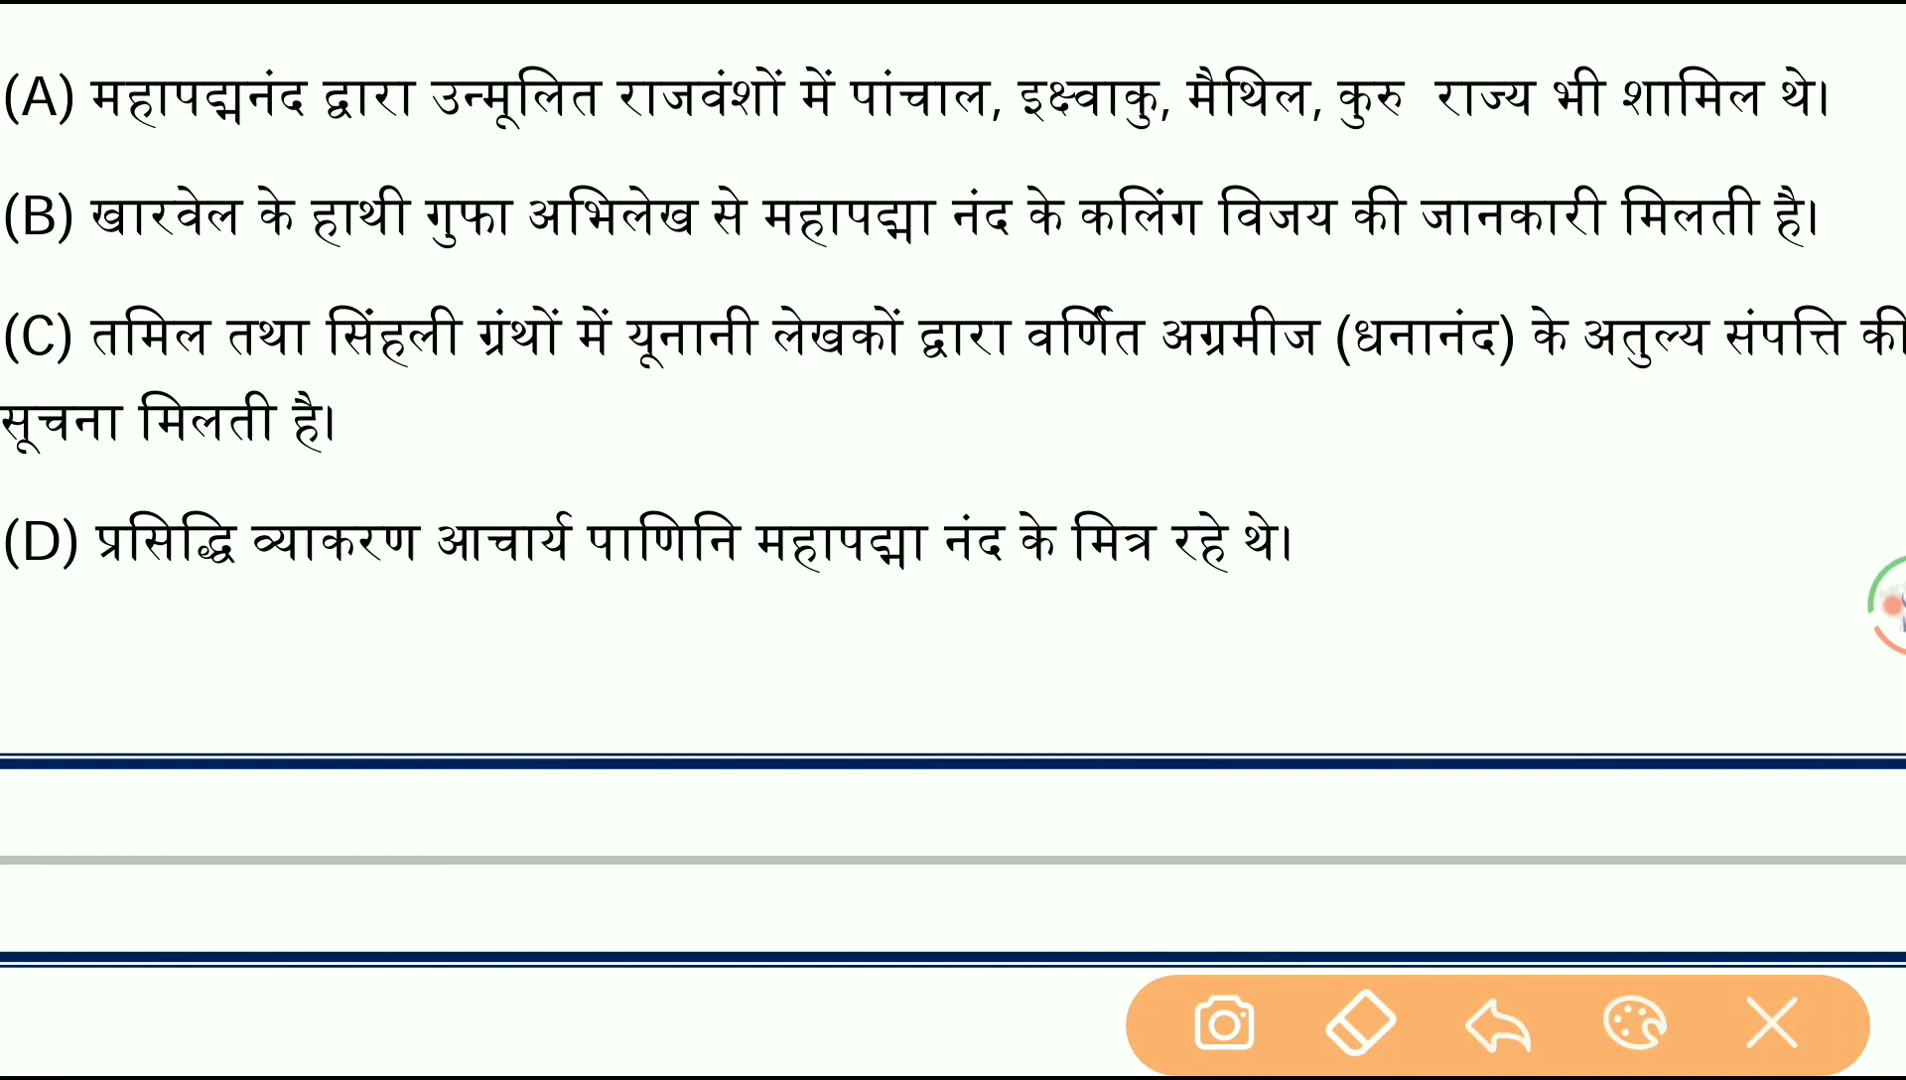 (A) महापद्मनंद द्वारा उन्मूलित राजवंशों में पांचाल, इक्ष्वाकु, मैथिल, कुरु राज्य भी शामिल थे।
(B) खारवेल के हाथी गुफा अभिलेख से महापद्मा नंद के कलिंग विजय की जानकारी मिलती है।
(C) तमिल तथा सिंहली ग्रंथों में यूनानी लेखकों द्वारा वर्णित अग्रमीज (धनानंद) के अतुल्य संपत्ति की
सूचना मिलती है।
(D) प्रसिद्धि व्याकरण आचार्य पाणिनि महापद्मा नंद के मित्र रहे थे।